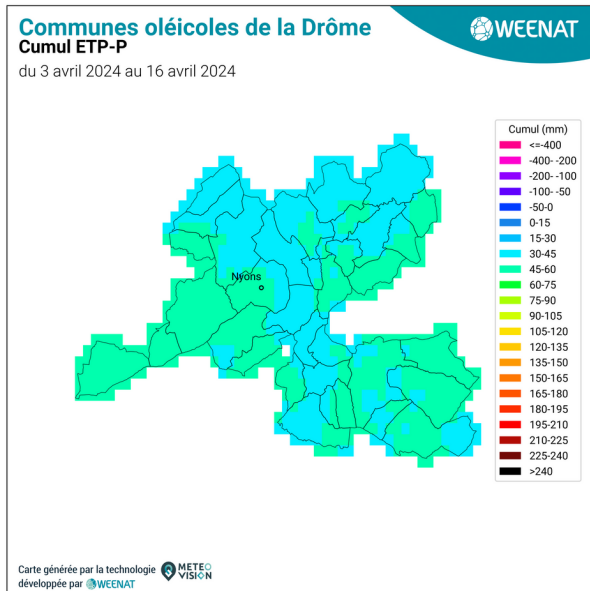 Communes oléicoles de la Drôme
Cumul ETP-P
du 3 avril 2024 au 16 avril 2024
WEENAT
Cumul (mm)
<=-400
-400- -200
-200- -100
-100- -50
-50-0
0-15
15-30
30-45
45-60
60-75
75-90
90-105
105-120
120-135
135-150
150-165
165-180
180-195
195-210
210-225
225-240
>240
Nyons
Carte générée par la technologie METEO VISION
développée par WEENAT